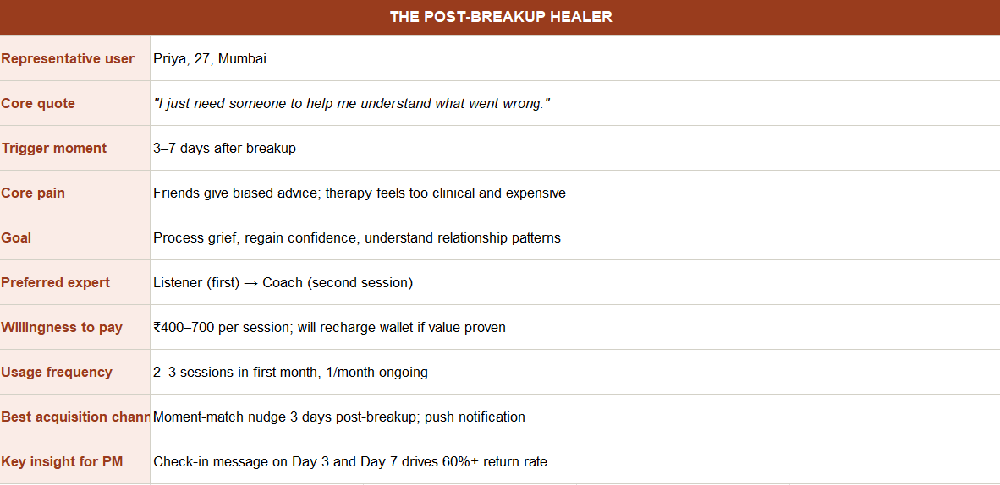 THE POST-BREAKUP HEALER
Representative user Priya, 27, Mumbai
Core quote "I just need someone to help me understand what went wrong."
Trigger moment 3–7 days after breakup
Core pain Friends give biased advice; therapy feels too clinical and expensive
Goal Process grief, regain confidence, understand relationship patterns
Preferred expert Listener (first) → Coach (second session)
Willingness to pay ₹400–700 per session; will recharge wallet if value proven
Usage frequency 2–3 sessions in first month, 1/month ongoing
Best acquisition chann Moment-match nudge 3 days post-breakup; push notification
Key insight for PM Check-in message on Day 3 and Day 7 drives 60%+ return rate